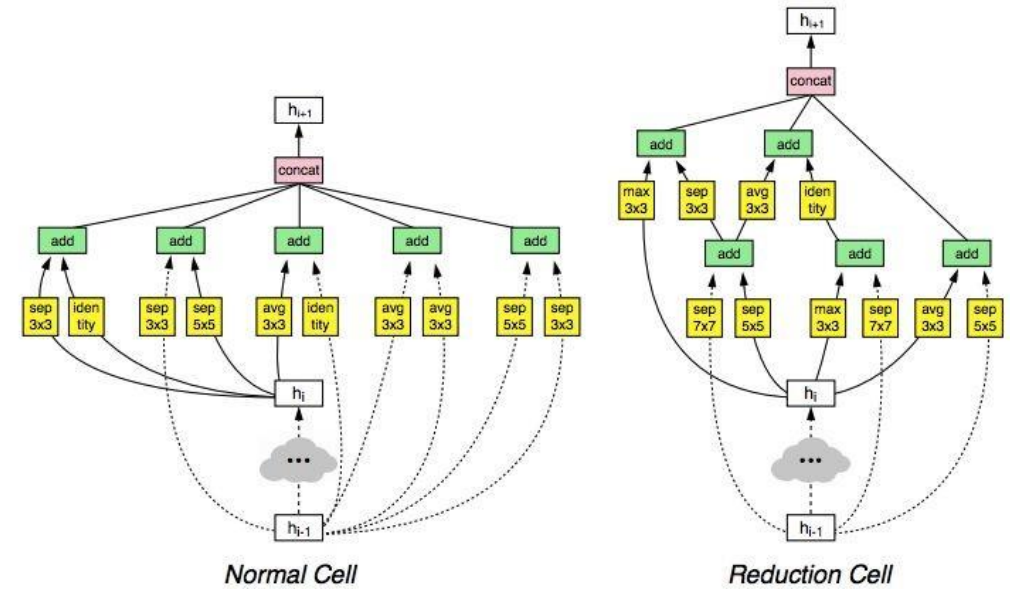 hi+1
concat
add add add add add
sep 3x3 iden tity sep 3x3 sep 5x5 avg 3x3 iden tity avg 3x3 avg 3x3 sep 5x5 sep 3x3
hi
...
hi-1
Normal Cell
hi+1
concat
add add
max 3x3 sep 3x3 avg 3x3 iden tity
add add add
sep 7x7 sep 5x5 max 3x3 sep 7x7 avg 3x3 sep 5x5
hi
...
hi-1
Reduction Cell